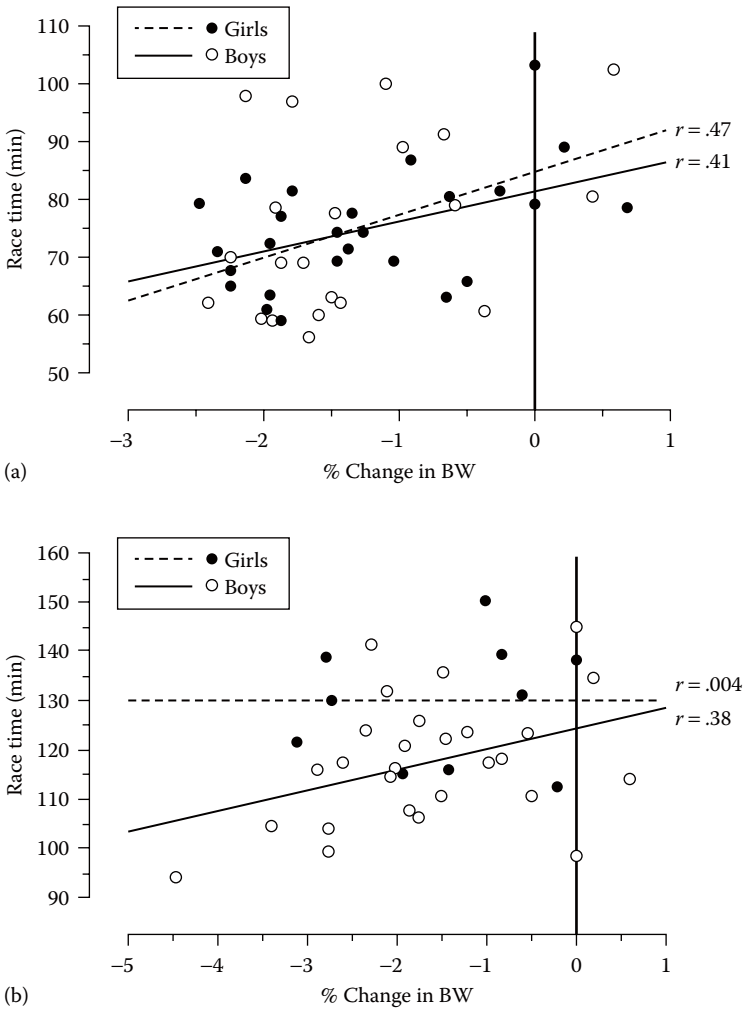 110
100
90
80
70
60
50
Race time (min)
Girls
Boys
r = .47
r = .41
−3 −2 −1 0 1
% Change in BW
(a)
160
150
140
130
120
110
100
90
Race time (min)
Girls
Boys
r = .004
r = .38
−5 −4 −3 −2 −1 0 1
% Change in BW
(b)